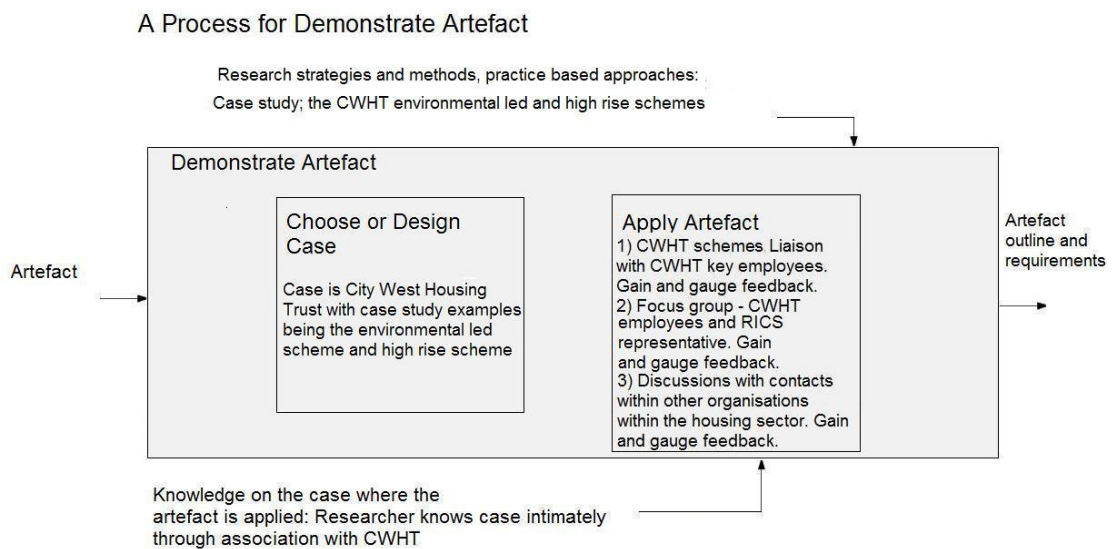 A Process for Demonstrate Artefact
Research strategies and methods, practice based approaches:
Case study; the CWHT environmental led and high rise schemes
Demonstrate Artefact
Artefact
Choose or Design
Case
Case is City West Housing
Trust with case study examples
being the environmental led
scheme and high rise scheme
Apply Artefact
1) CWHT schemes. Liaison
with CWHT key employees.
Gain and gauge feedback.
2) Focus group - CWHT
employees and RICS
representative. Gain
and gauge feedback.
3) Discussions with contacts
within other organisations
within the housing sector. Gain
and gauge feedback.
Artefact
outline and
requirements
Knowledge on the case where the
artefact is applied: Researcher knows case intimately
through association with CWHT